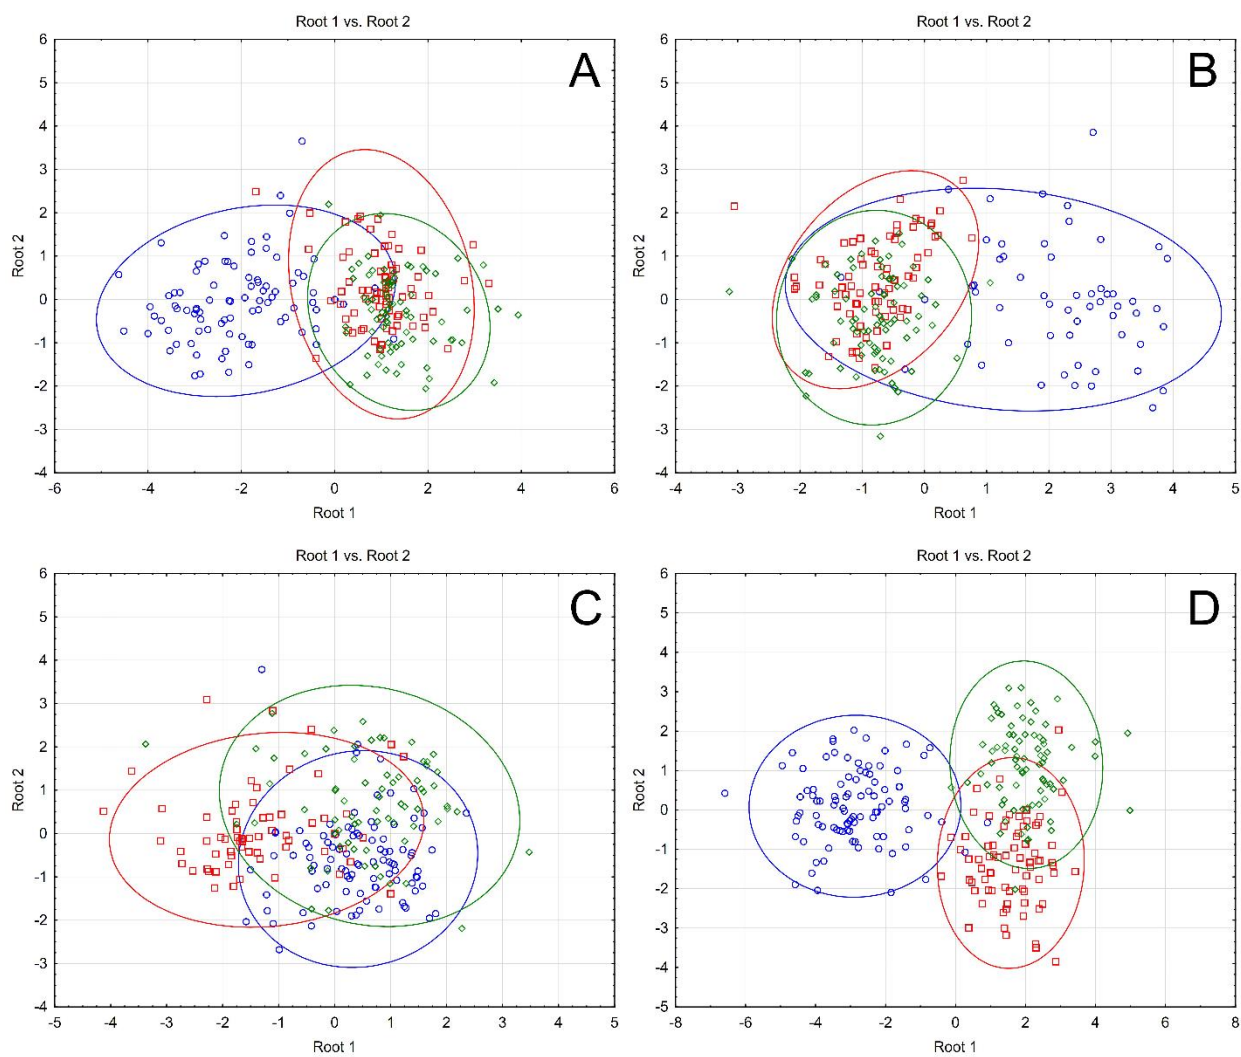 Root 1 vs. Root 2
A
6
5
4
3
2
1
0
-1
-2
-3
-4
Root 2
-6 -4 -2 0 2 4 6
Root 1
Root 1 vs. Root 2
B
6
5
4
3
2
1
0
-1
-2
-3
-4
Root 2
-4 -3 -2 -1 0 1 2 3 4 5
Root 1
Root 1 vs. Root 2
C
6
5
4
3
2
1
0
-1
-2
-3
-4
Root 2
-5 -4 -3 -2 -1 0 1 2 3 4 5
Root 1
Root 1 vs. Root 2
D
6
5
4
3
2
1
0
-1
-2
-3
-4
-5
Root 2
-8 -6 -4 -2 0 2 4 6 8
Root 1